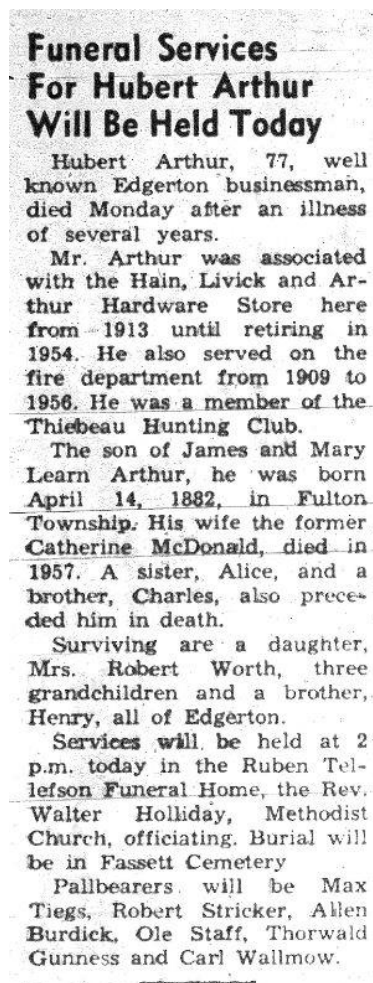 Funeral Services
For Hubert Arthur
Will Be Held Today
Hubert Arthur, 77, well
known Edgerton businessman,
died Monday after an illness
of several years.
Mr. Arthur was associated
with the Hain, Livick and Ar-
thur Hardware Store here
from 1913 until retiring in
1954. He also served on the
fire department from 1909 to
1956. He was a member of the
Thiebeau Hunting Club.
The son of James and Mary
Learn Arthur, he was born
April 14, 1882, in Fulton
Township. His wife the former
Catherine McDonald, died in
1957. A sister, Alice, and a
brother, Charles, also prece-
ded him in death.
Surviving are a daughter,
Mrs. Robert Worth, three
grandchildren and a brother,
Henry, all of Edgerton.
Services will be held at 2
p.m. today in the Ruben Tel-
lefson Funeral Home, the Rev.
Walter Holliday, Methodist
Church, officiating. Burial will
be in Fassett Cemetery
Pallbearers will be Max
Tiegs, Robert Stricker, Allen
Burdick, Ole Staff, Thorwald
Gunness and Carl Wallmow.